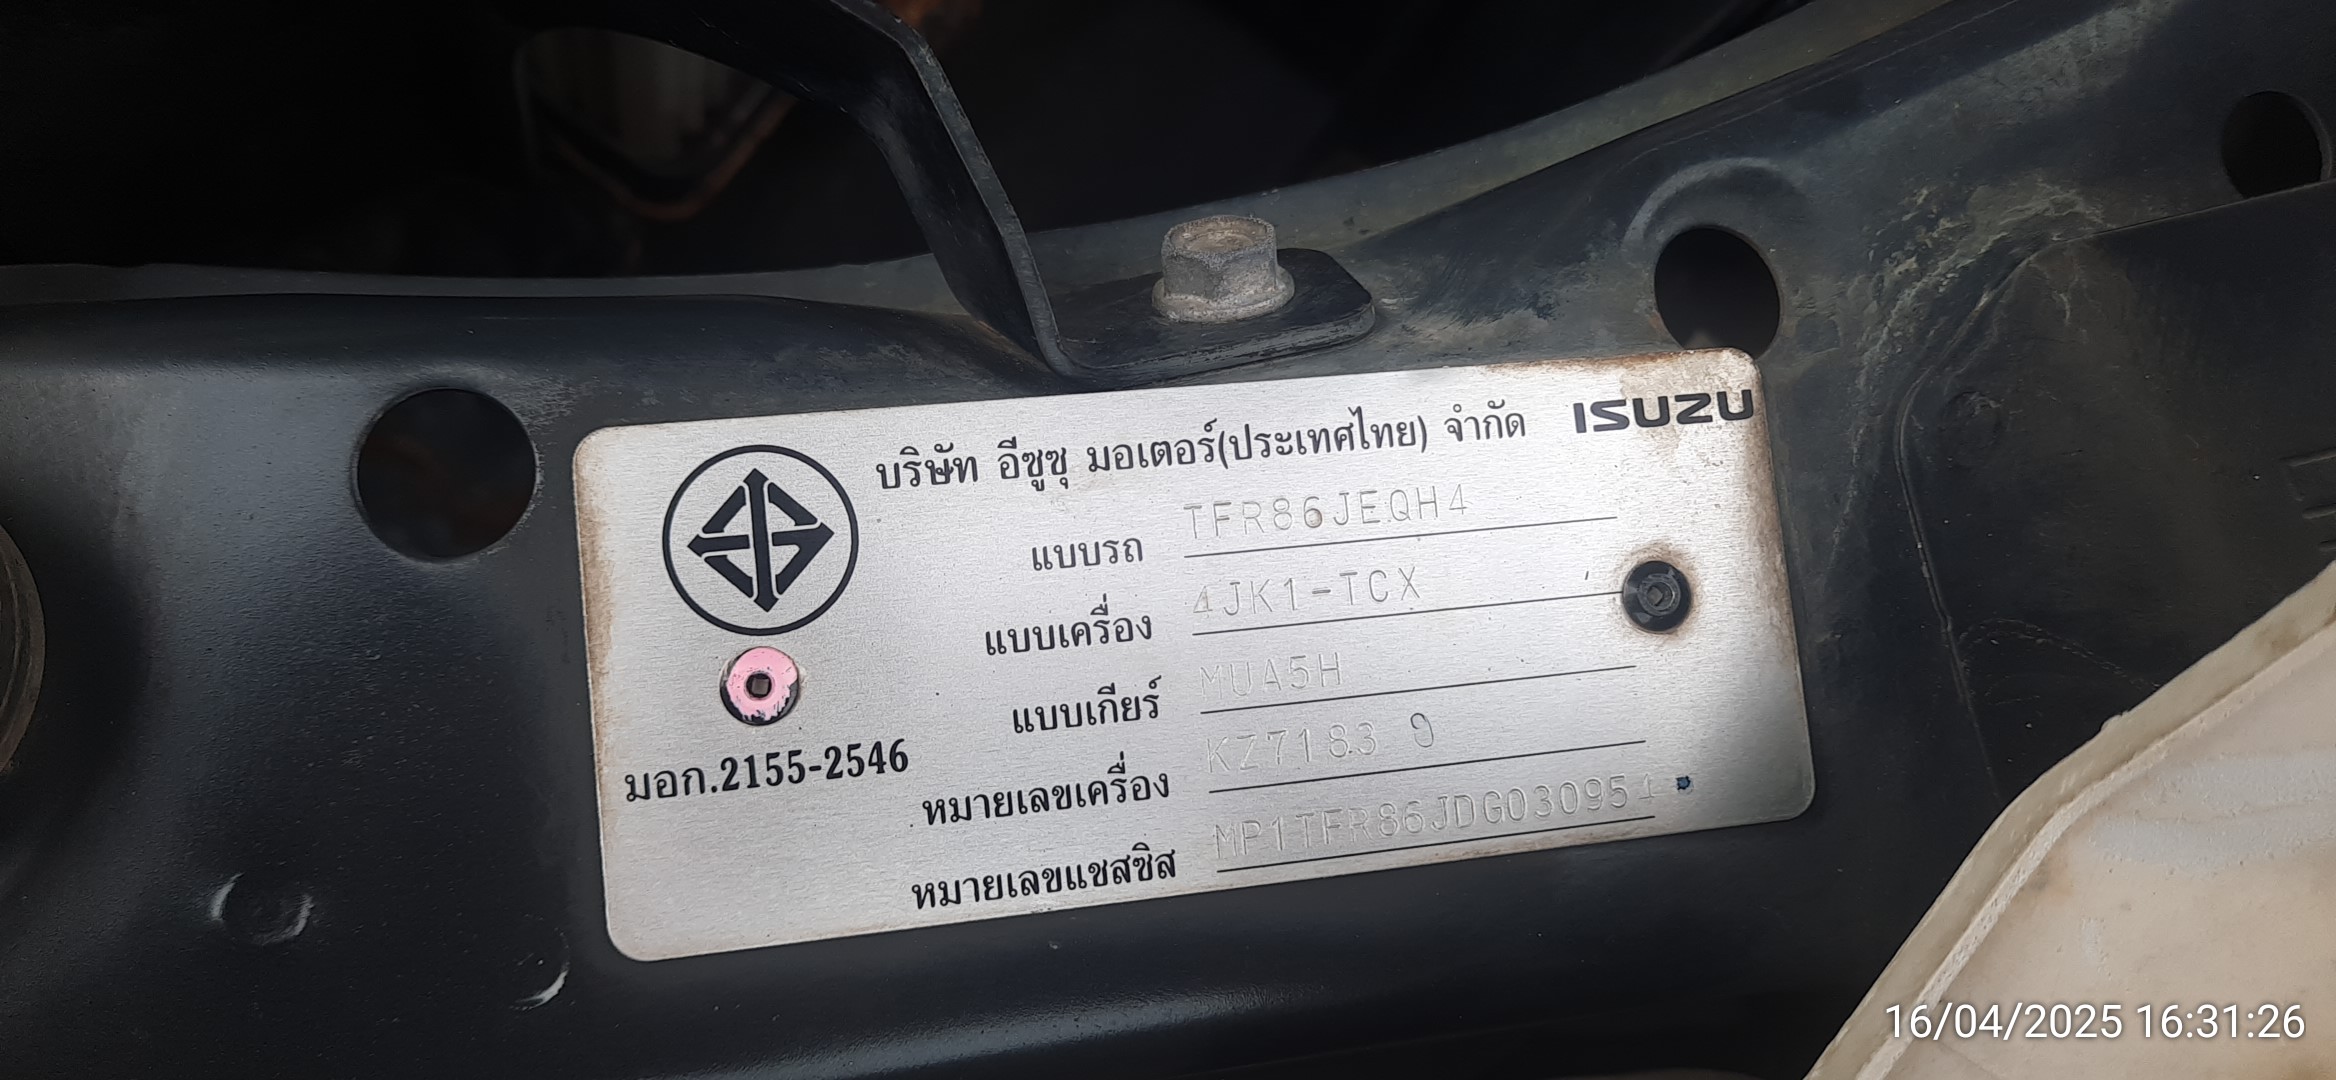 บริษัท อีซูซุ มอเตอร์(ประเทศไทย) จำกัด ISUZU
แบบรถ TFR86JEQH4
แบบเครื่อง 4JK1-TCX
แบบเกียร์ MUA5H
มอก.2155-2546
หมายเลขเครื่อง KZ7183
หมายเลขแชสซิส MP1TFR86JDG030951
16/04/2025 16:31:26